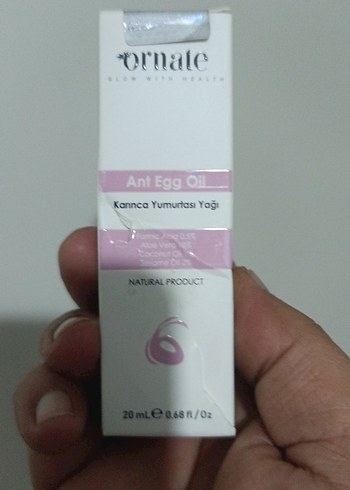 ornate
GLOW WITH HEALTH
Ant Egg Oil
Karınca Yumurtası Yağı
Aloe Vera
Coconut Oil
NATURAL PRODUCT
20 mL e 0.68 fl / Oz